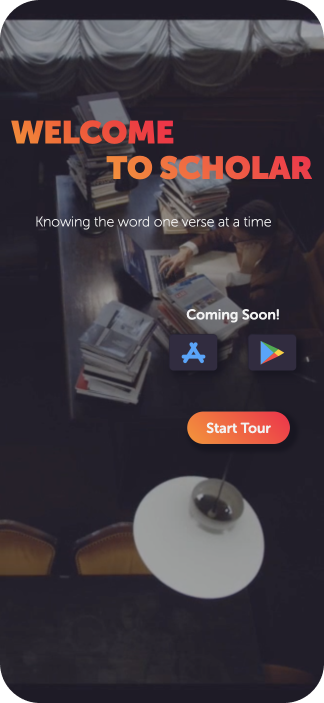 WELCOME
TO SCHOLAR
Knowing the word one verse at a time
Coming Soon!
Start Tour